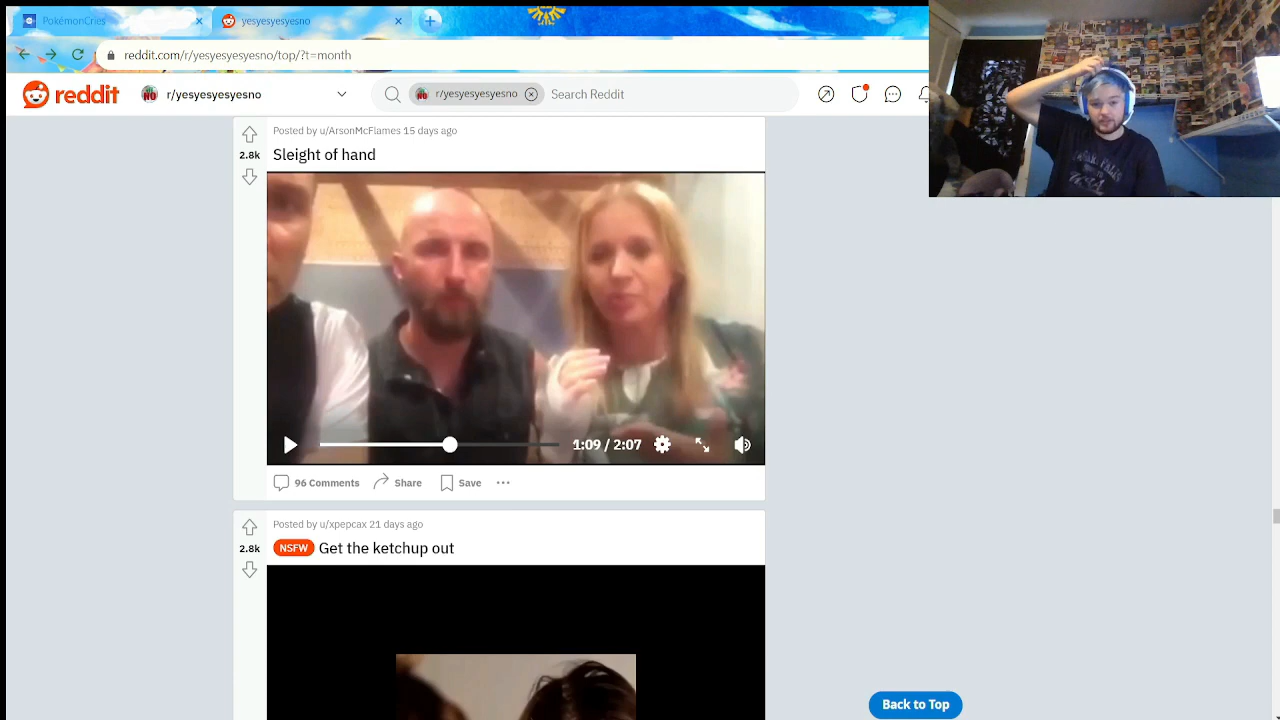 PokémonCries
yesyesyesyesno
reddit.com/r/yesyesyesyesno/top/?t=month
reddit
r/yesyesyesyesno
r/yesyesyesyesno
Search Reddit
Posted by u/ArsonMcFlames 15 days ago
2.8k
Sleight of hand
1:09 / 2:07
96 Comments
Share
Save
Posted by u/xpepcax 21 days ago
2.8k
NSFW
Get the ketchup out
Back to Top